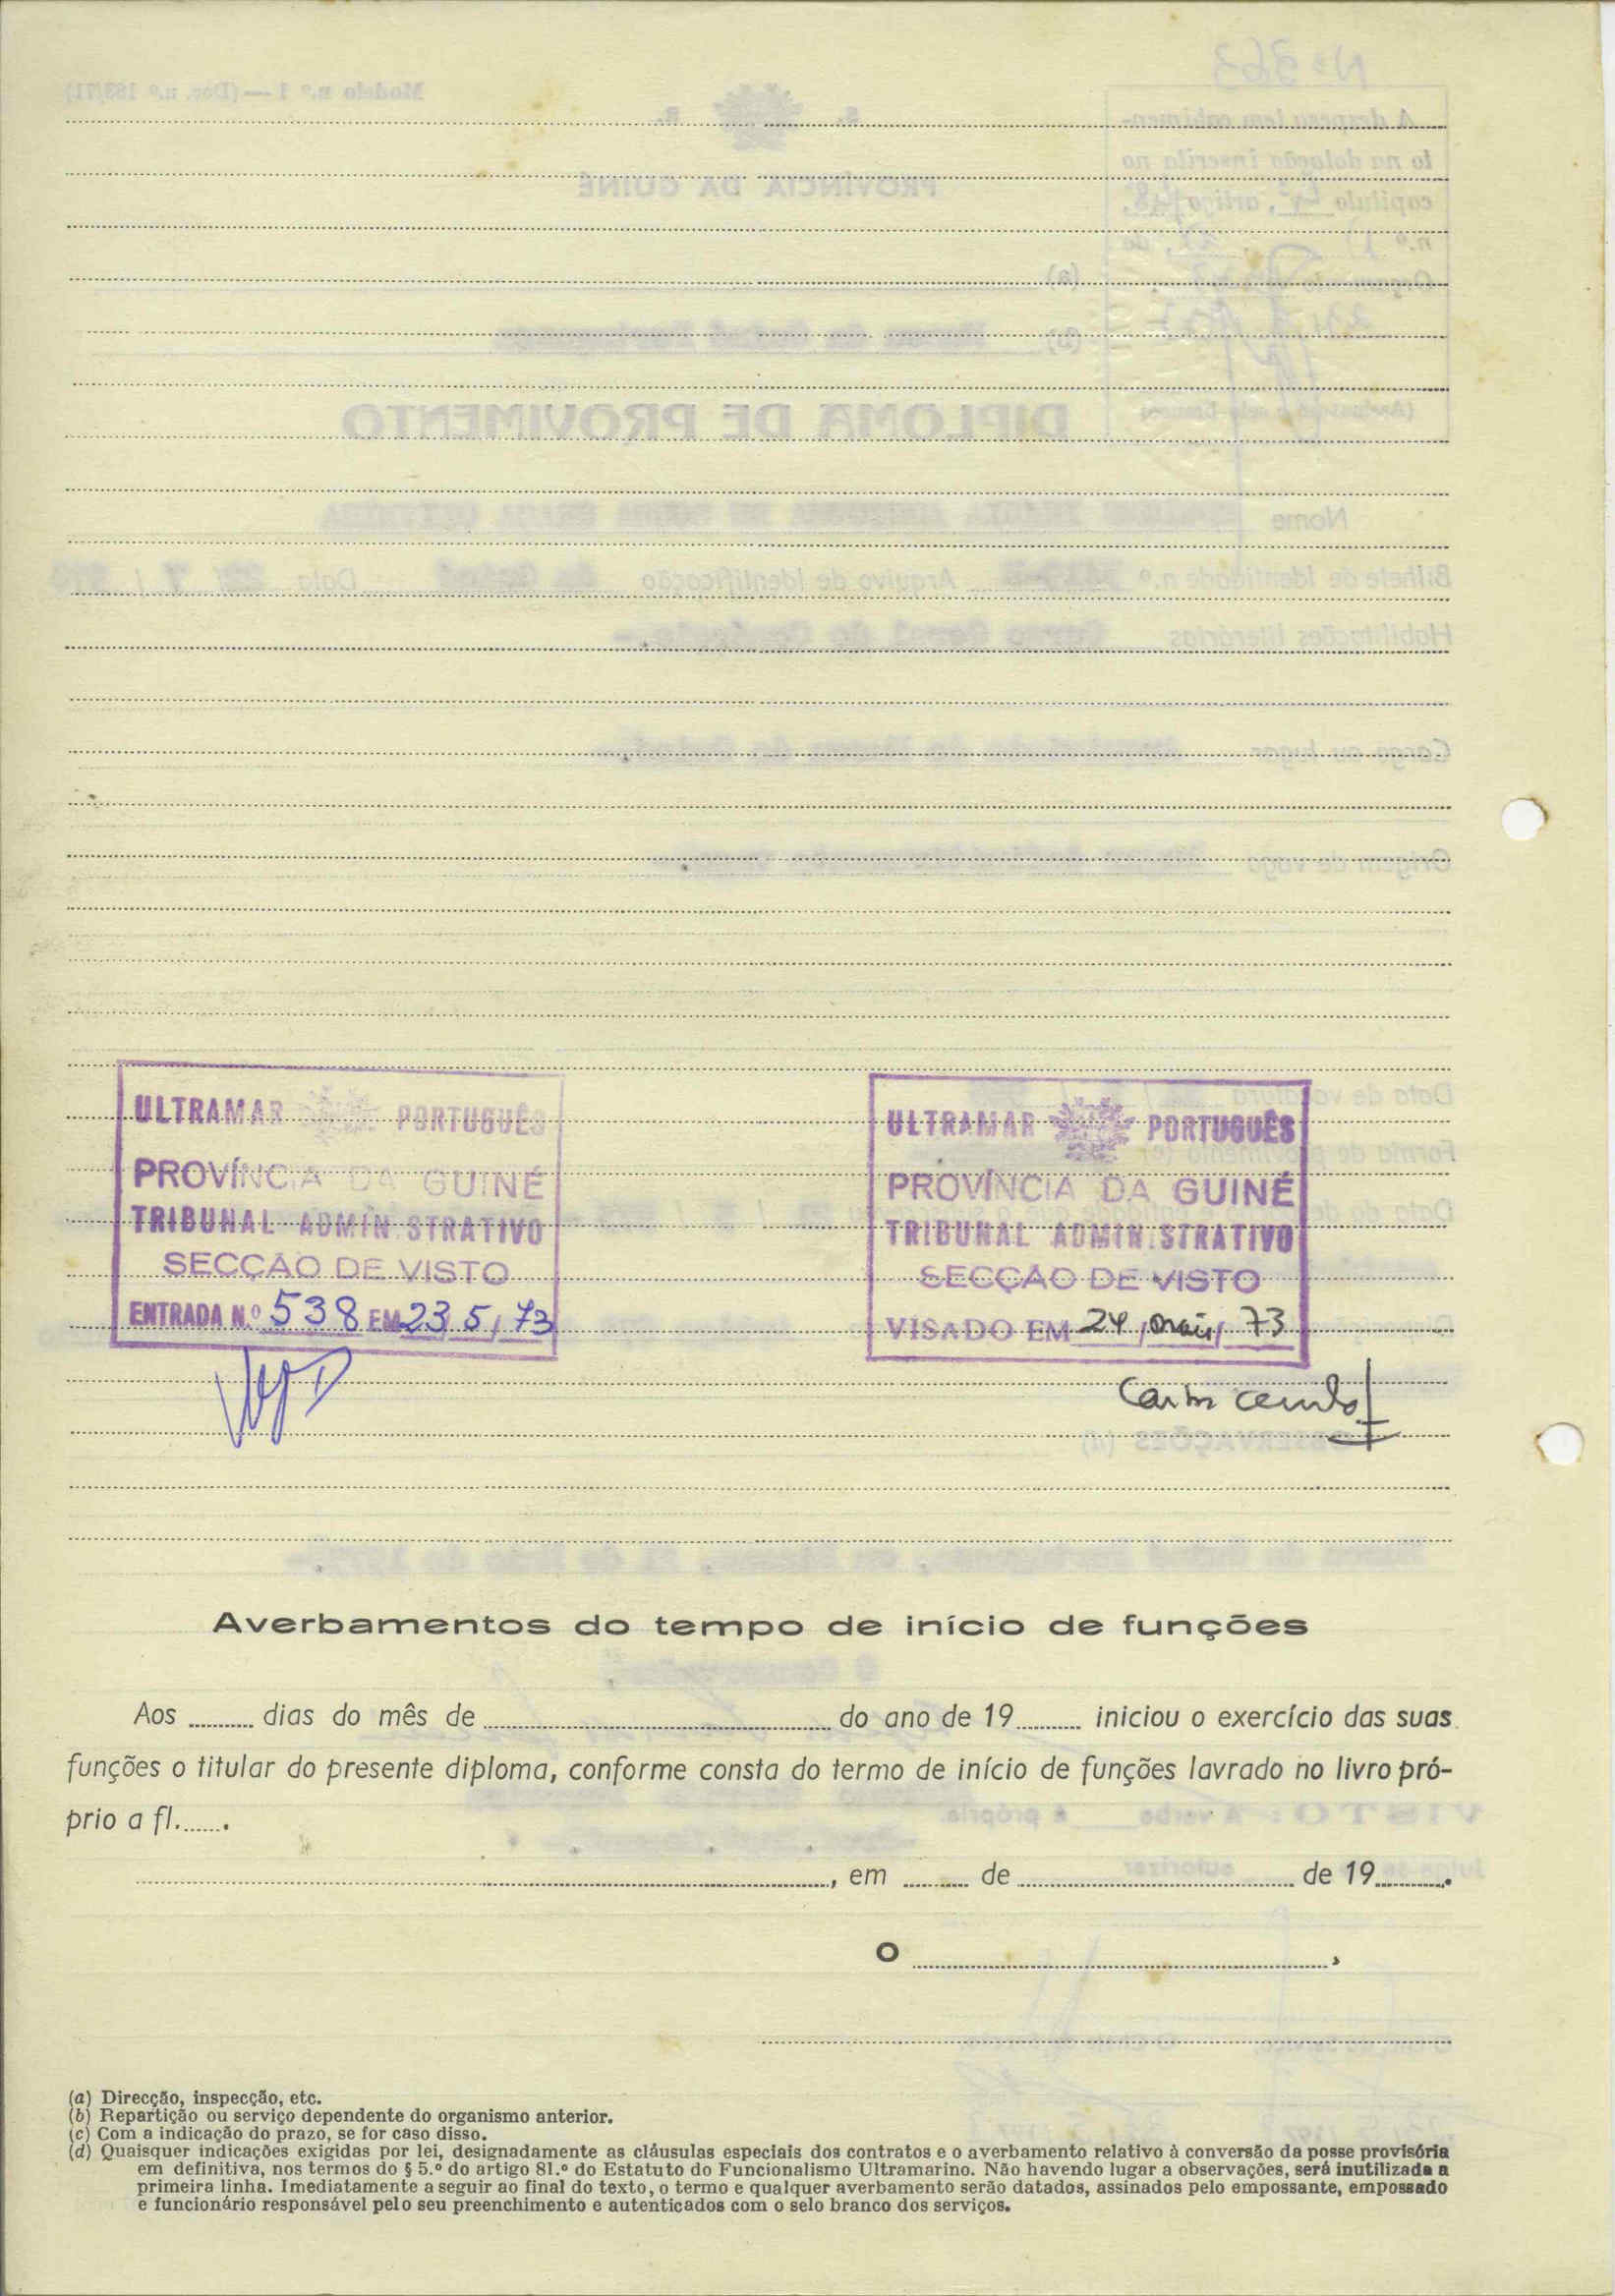 ULTRAMAR PORTUGUÊS
PROVÍNCIA DA GUINÉ
TRIBUNAL ADMINISTRATIVO
SECÇÃO DE VISTO
ENTRADA N.º 538 EM 23/5/73
ULTRAMAR PORTUGUÊS
PROVÍNCIA DA GUINÉ
TRIBUNAL ADMINISTRATIVO
SECÇÃO DE VISTO
VISADO EM 24/maio/73
Averbamentos do tempo de início de funções
Aos ......... dias do mês de ......... do ano de 19......... iniciou o exercício das suas
funções o titular do presente diploma, conforme consta do termo de início de funções lavrado no livro pró-
prio a fl. ........
........., em ......... de ......... de 19.........
O .........,
(a) Direcção, inspecção, etc.
(b) Repartição ou serviço dependente do organismo anterior.
(c) Com a indicação do prazo, se for caso disso.
(d) Quaisquer indicações exigidas por lei, designadamente as cláusulas especiais dos contratos e o averbamento relativo à conversão da posse provisória
em definitiva, nos termos do § 5.º do artigo 81.º do Estatuto do Funcionalismo Ultramarino. Não havendo lugar a observações, será inutilizada a
primeira linha. Imediatamente a seguir ao final do texto, o termo e qualquer averbamento serão datados, assinados pelo empossante, empossado
e funcionário responsável pelo seu preenchimento e autenticados com o selo branco dos serviços.